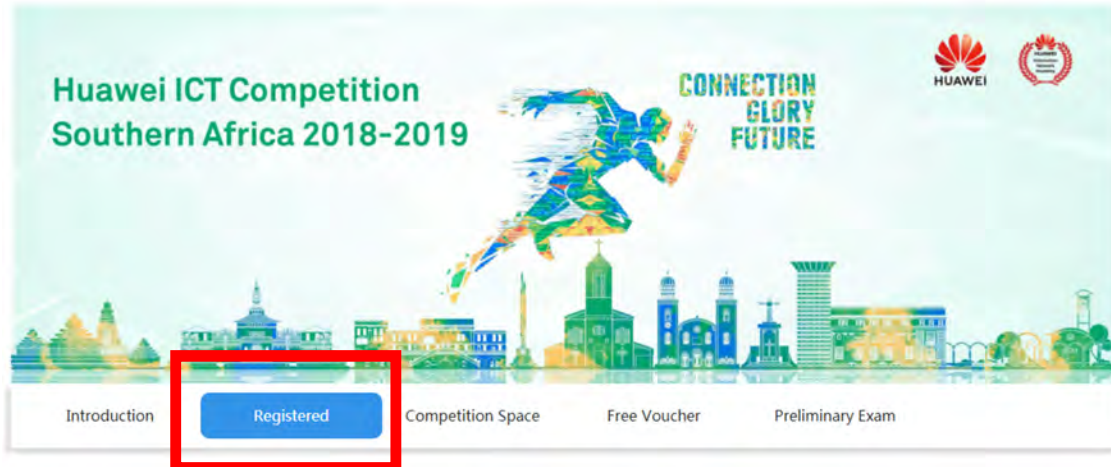 Huawei ICT Competition
Southern Africa 2018-2019
CONNECTION
GLORY
FUTURE
HUAWEI
Introduction
Registered
Competition Space
Free Voucher
Preliminary Exam